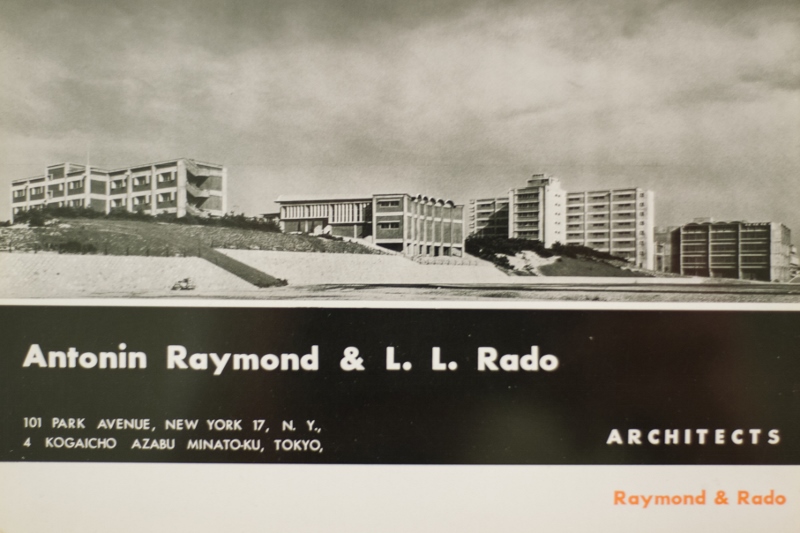 Antonin Raymond & L. L. Rado
101 PARK AVENUE, NEW YORK 17, N. Y.,
4 KOGAICHO AZABU MINATO-KU, TOKYO,
ARCHITECTS
Raymond & Rado